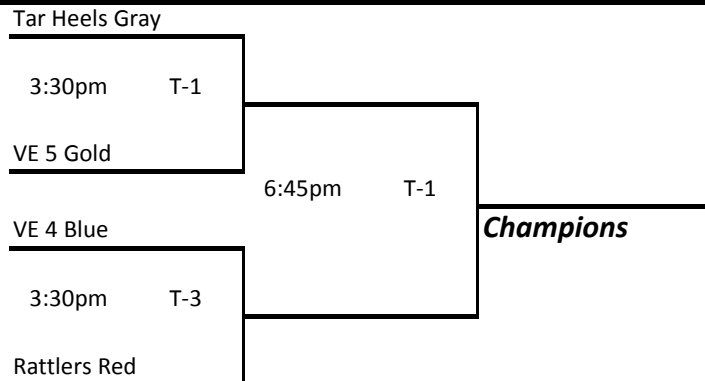 Tar Heels Gray
3:30pm T-1
VE 5 Gold
6:45pm T-1
VE 4 Blue
Champions
3:30pm T-3
Rattlers Red